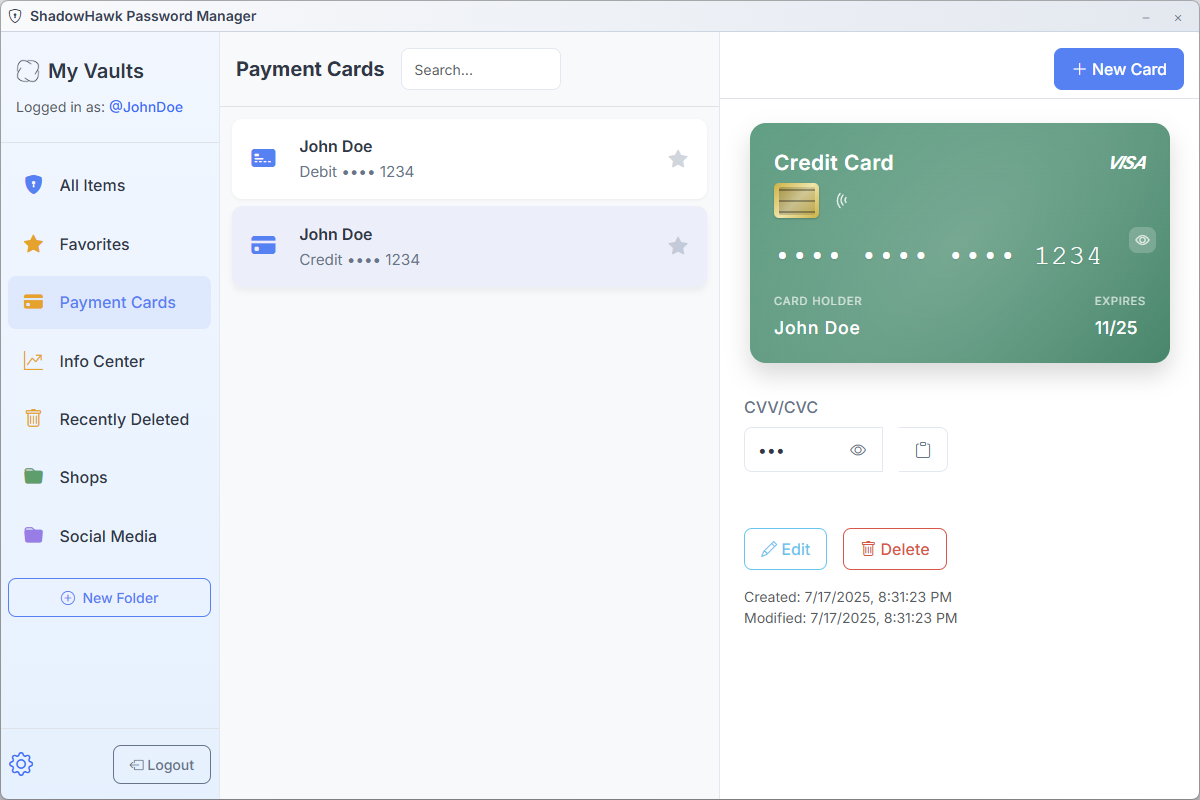 ShadowHawk Password Manager
My Vaults
Logged in as: @JohnDoe
All Items
Favorites
Payment Cards
Info Center
Recently Deleted
Shops
Social Media
New Folder
Logout
Payment Cards
Search...
John Doe
Debit •••• 1234
John Doe
Credit •••• 1234
+ New Card
Credit Card
VISA
•••• •••• •••• 1234
CARD HOLDER
EXPIRES
John Doe
11/25
CVV/CVC
•••
Edit
Delete
Created: 7/17/2025, 8:31:23 PM
Modified: 7/17/2025, 8:31:23 PM